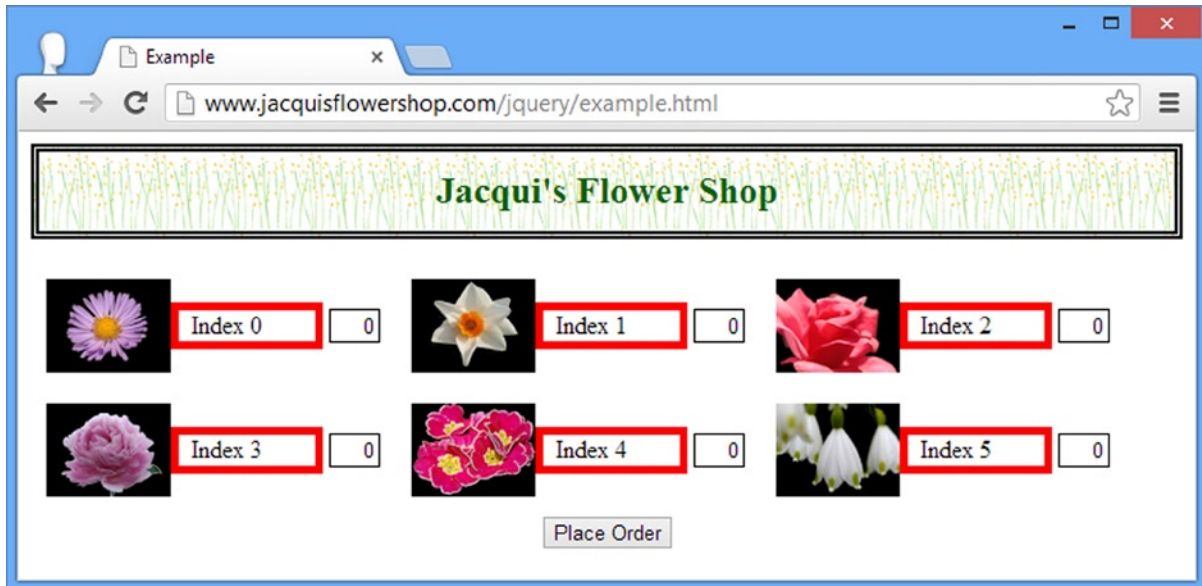 Example
www.jacquisflowershop.com/jquery/example.html
Jacqui's Flower Shop
Index 0 0 Index 1 0 Index 2 0
Index 3 0 Index 4 0 Index 5 0
Place Order